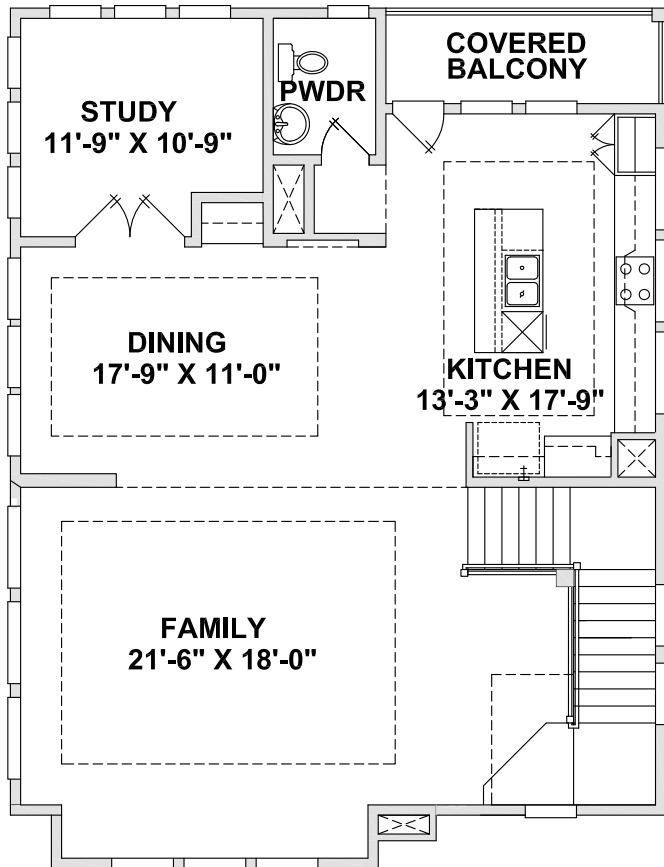 COVERED
BALCONY
PWDR
STUDY
11'-9" X 10'-9"
DINING
17'-9" X 11'-0"
KITCHEN
13'-3" X 17'-9"
FAMILY
21'-6" X 18'-0"